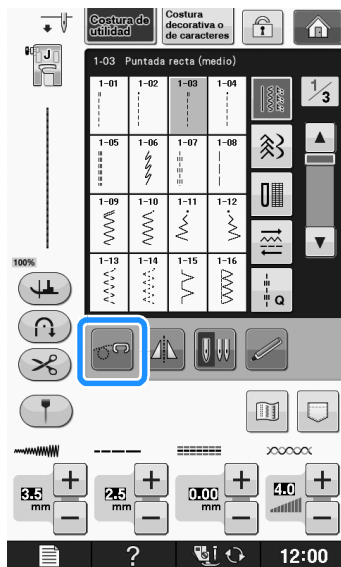 Costura de
utilidad
Costura
decorativa o
de caracteres
J
1-03 Puntada recta (medio)
1-01 1-02 1-03 1-04
1/3
1-05 1-06 1-07 1-08
1-09 1-10 1-11 1-12
1-13 1-14 1-15 1-16
100%
Q
3.5 mm
2.5 mm
0.00 mm
4.0
?
12:00